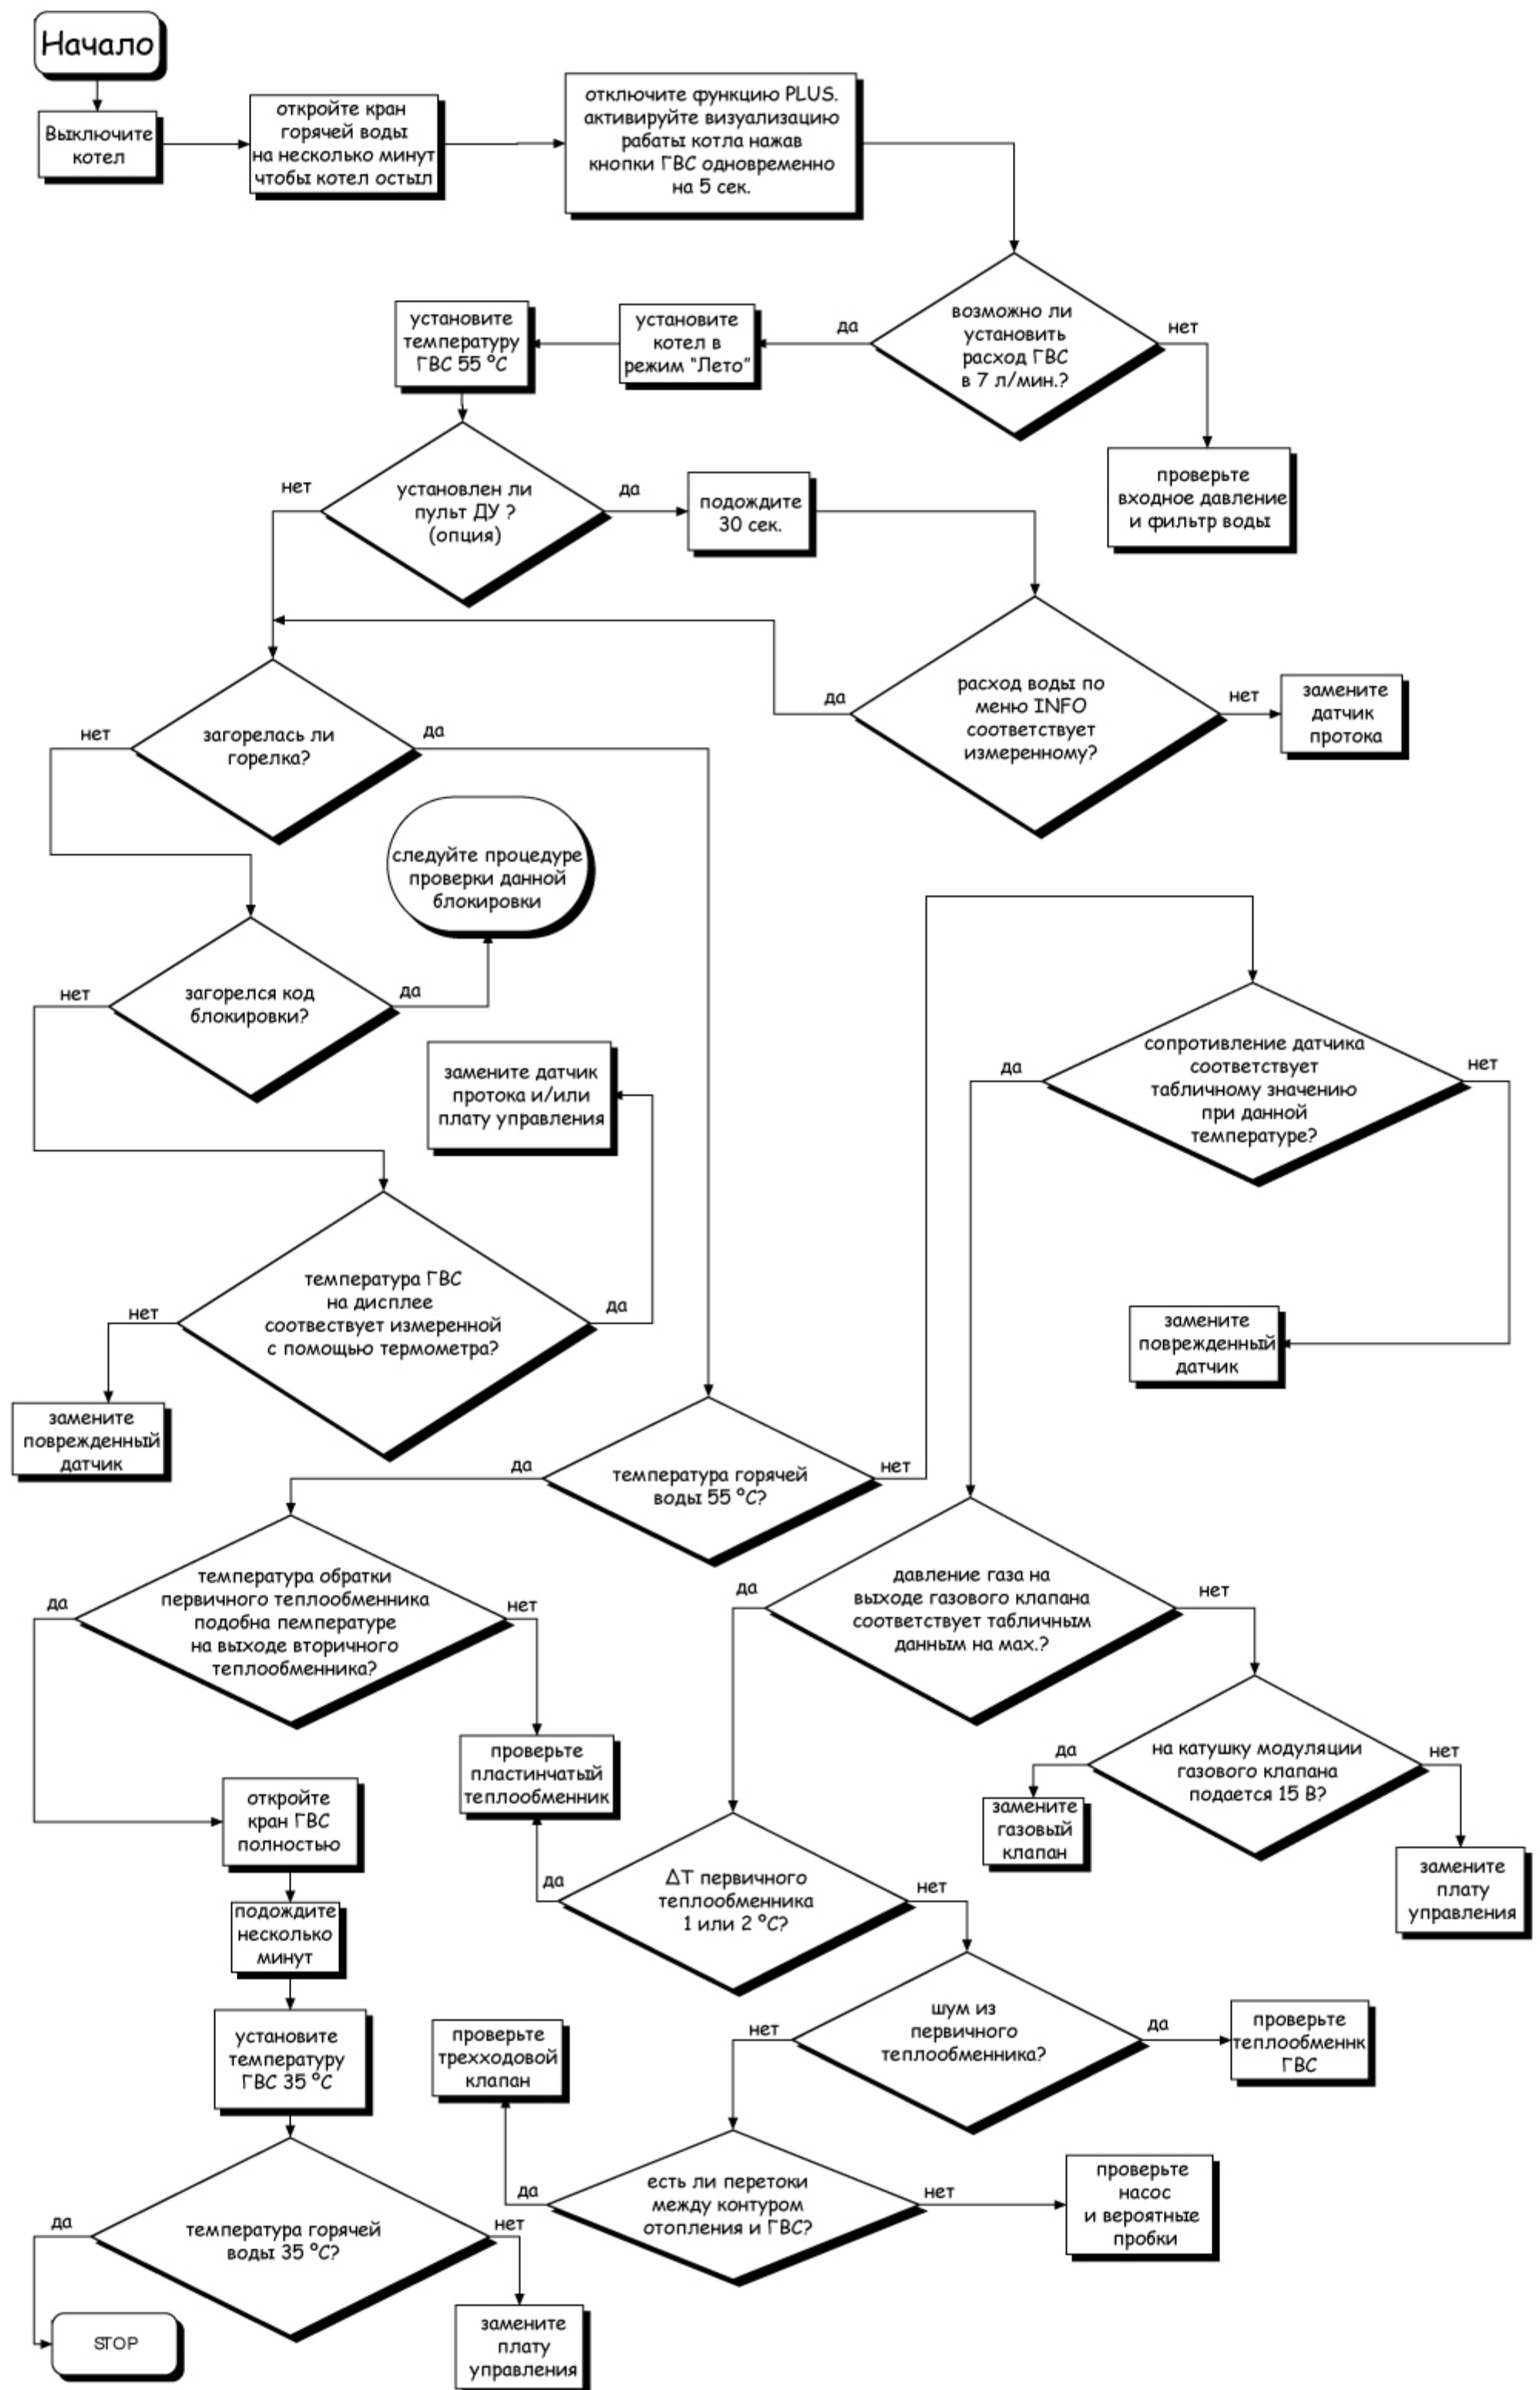 Начало
Выключите
котел
откройте кран
горячей воды
на несколько минут
чтобы котел остыл
отключите функцию PLUS.
активируйте визуализацию
рабаты котла нажав
кнопки ГВС одновременно
на 5 сек.
возможно ли
установить
расход ГВС
в 7 л/мин.?
да
нет
установите
котел в
режим "Лето"
установите
температуру
ГВС 55 °С
проверьте
входное давление
и фильтр воды
установлен ли
пульт ДУ ?
(опция)
нет
да
подождите
30 сек.
расход воды по
меню INFO
соответствует
измеренному?
да
нет
замените
датчик
протока
загорелась ли
горелка?
нет
да
следуйте процедуре
проверки данной
блокировки
загорелся код
блокировки?
нет
да
замените датчик
протока и/или
плату управления
сопротивление датчика
соответствует
табличному значению
при данной
температуре?
да
нет
температура ГВС
на дисплее
соотвествует измеренной
с помощью термометра?
нет
да
замените
поврежденный
датчик
замените
поврежденный
датчик
температура горячей
воды 55 °С?
да
нет
температура обратки
первичного теплообменника
подобна пемпературе
на выходе вторичного
теплообменника?
да
нет
давление газа на
выходе газового клапана
соответствует табличным
данным на мах.?
да
нет
проверьте
пластинчатый
теплообменник
на катушку модуляции
газового клапана
подается 15 В?
да
нет
замените
газовый
клапан
замените
плату
управления
откройте
кран ГВС
полностью
ΔТ первичного
теплообменника
1 или 2 °С?
да
нет
подождите
несколько
минут
шум из
первичного
теплообменника?
нет
да
проверьте
теплообменнк
ГВС
установите
температуру
ГВС 35 °С
проверьте
трехходовой
клапан
есть ли перетоки
между контуром
отопления и ГВС?
да
нет
проверьте
насос
и вероятные
пробки
температура горячей
воды 35 °С?
да
нет
STOP
замените
плату
управления